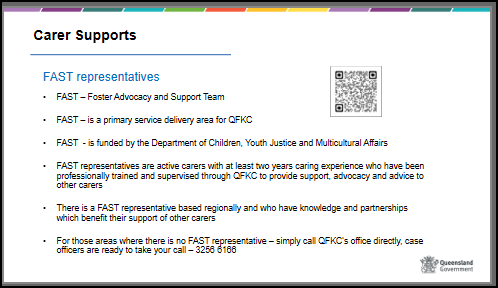 Carer Supports
FAST representatives
• FAST – Foster Advocacy and Support Team
• FAST – is a primary service delivery area for QFKC
• FAST - is funded by the Department of Children, Youth Justice and Multicultural Affairs
• FAST representatives are active carers with at least two years caring experience who have been
professionally trained and supervised through QFKC to provide support, advocacy and advice to
other carers
• There is a FAST representative based regionally and who have knowledge and partnerships
which benefit their support of other carers
• For those areas where there is no FAST representative – simply call QFKC's office directly, case
officers are ready to take your call – 3256 6166
Queensland
Government